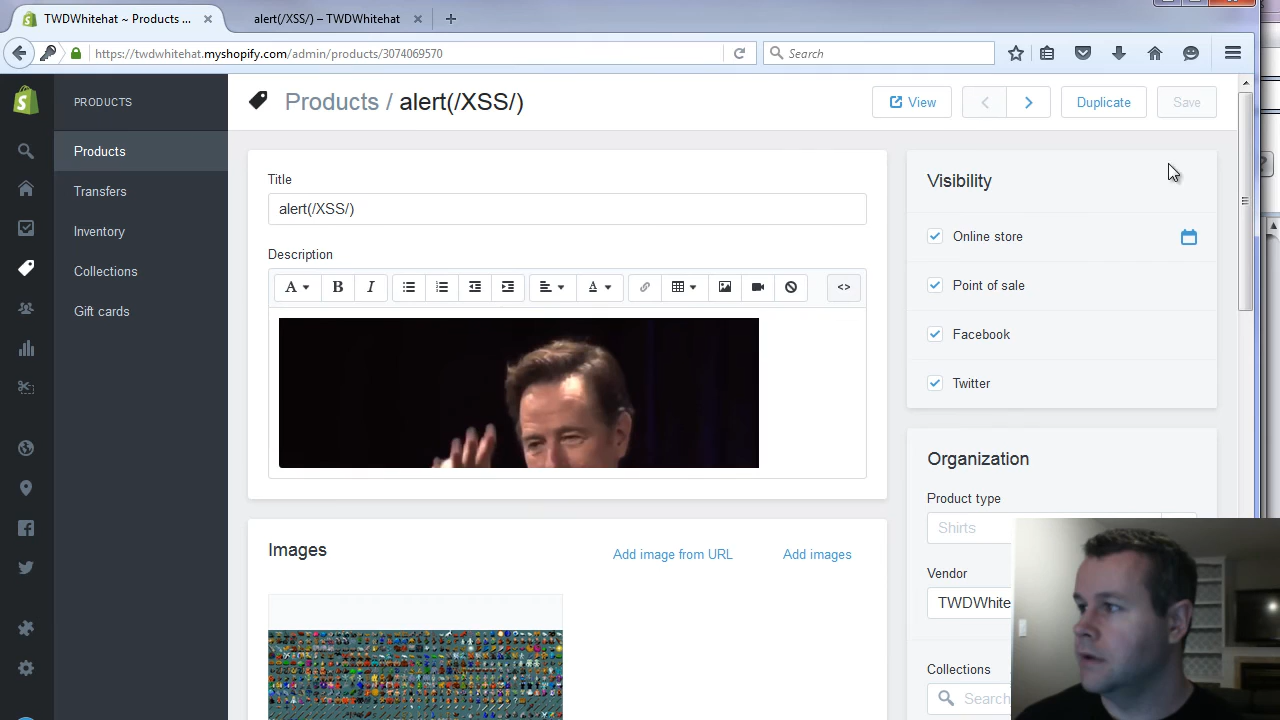 TWDWhitehat ~ Products ...
alert(/XSS/) – TWDWhitehat
https://twdwhitehat.myshopify.com/admin/products/3074069570
Search
PRODUCTS
Products
Transfers
Inventory
Collections
Gift cards
Products / alert(/XSS/)
View
Duplicate
Save
Title
alert(/XSS/)
Description
A
B
I
A
<>
Images
Add image from URL
Add images
Visibility
Online store
Point of sale
Facebook
Twitter
Organization
Product type
Shirts
Vendor
TWDWhite
Collections
Search